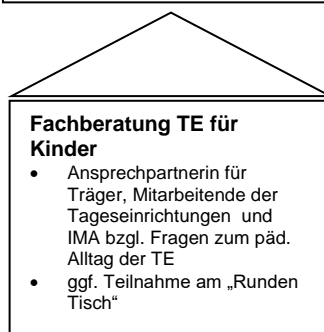 Fachberatung TE für
Kinder
• Ansprechpartnerin für
Träger, Mitarbeitende der
Tageseinrichtungen und
IMA bzgl. Fragen zum päd.
Alltag der TE
• ggf. Teilnahme am „Runden
Tisch“